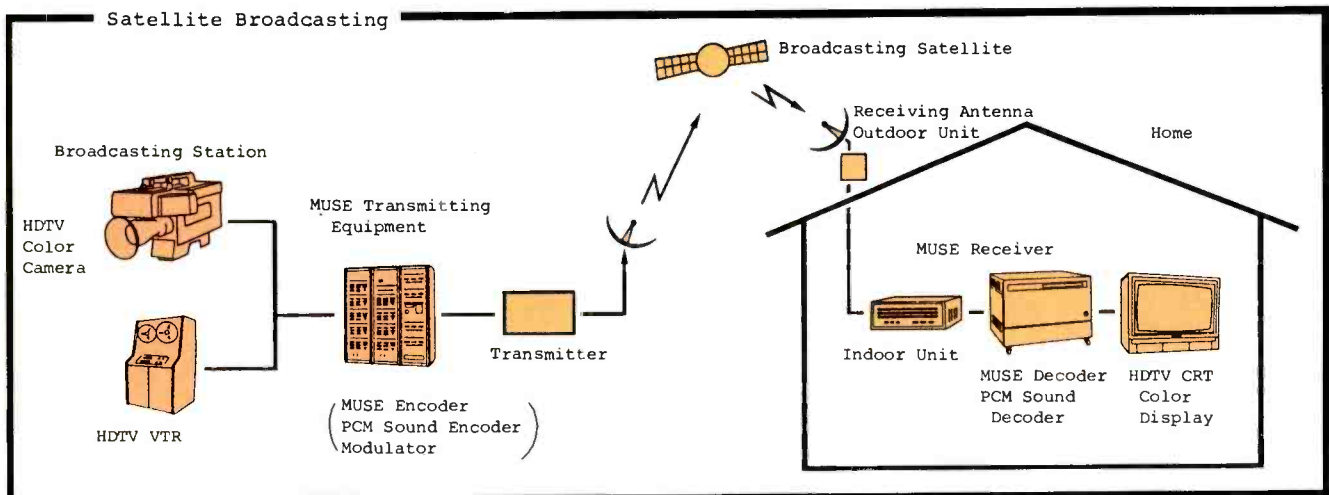 Satellite Broadcasting
Broadcasting Satellite
Receiving Antenna
Outdoor Unit
Home
Broadcasting Station
HDTV
Color
Camera
MUSE Transmitting
Equipment
MUSE Receiver
Transmitter
Indoor Unit
HDTV VTR
(MUSE Encoder
PCM Sound Encoder
Modulator)
MUSE Decoder
PCM Sound
Decoder
HDTV CRT
Color
Display